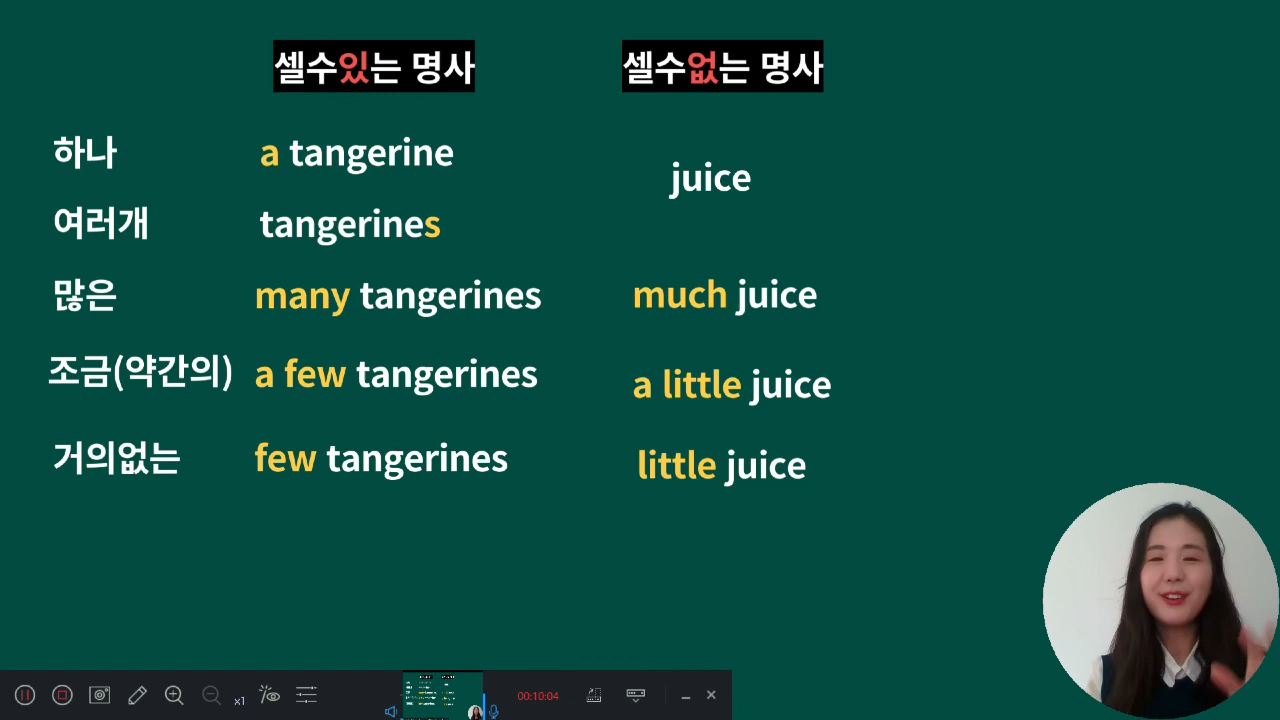 셀수있는 명사 셀수없는 명사
하나 a tangerine juice
여러개 tangerines
많은 many tangerines much juice
조금(약간의) a few tangerines a little juice
거의없는 few tangerines little juice
x1 00:10:04